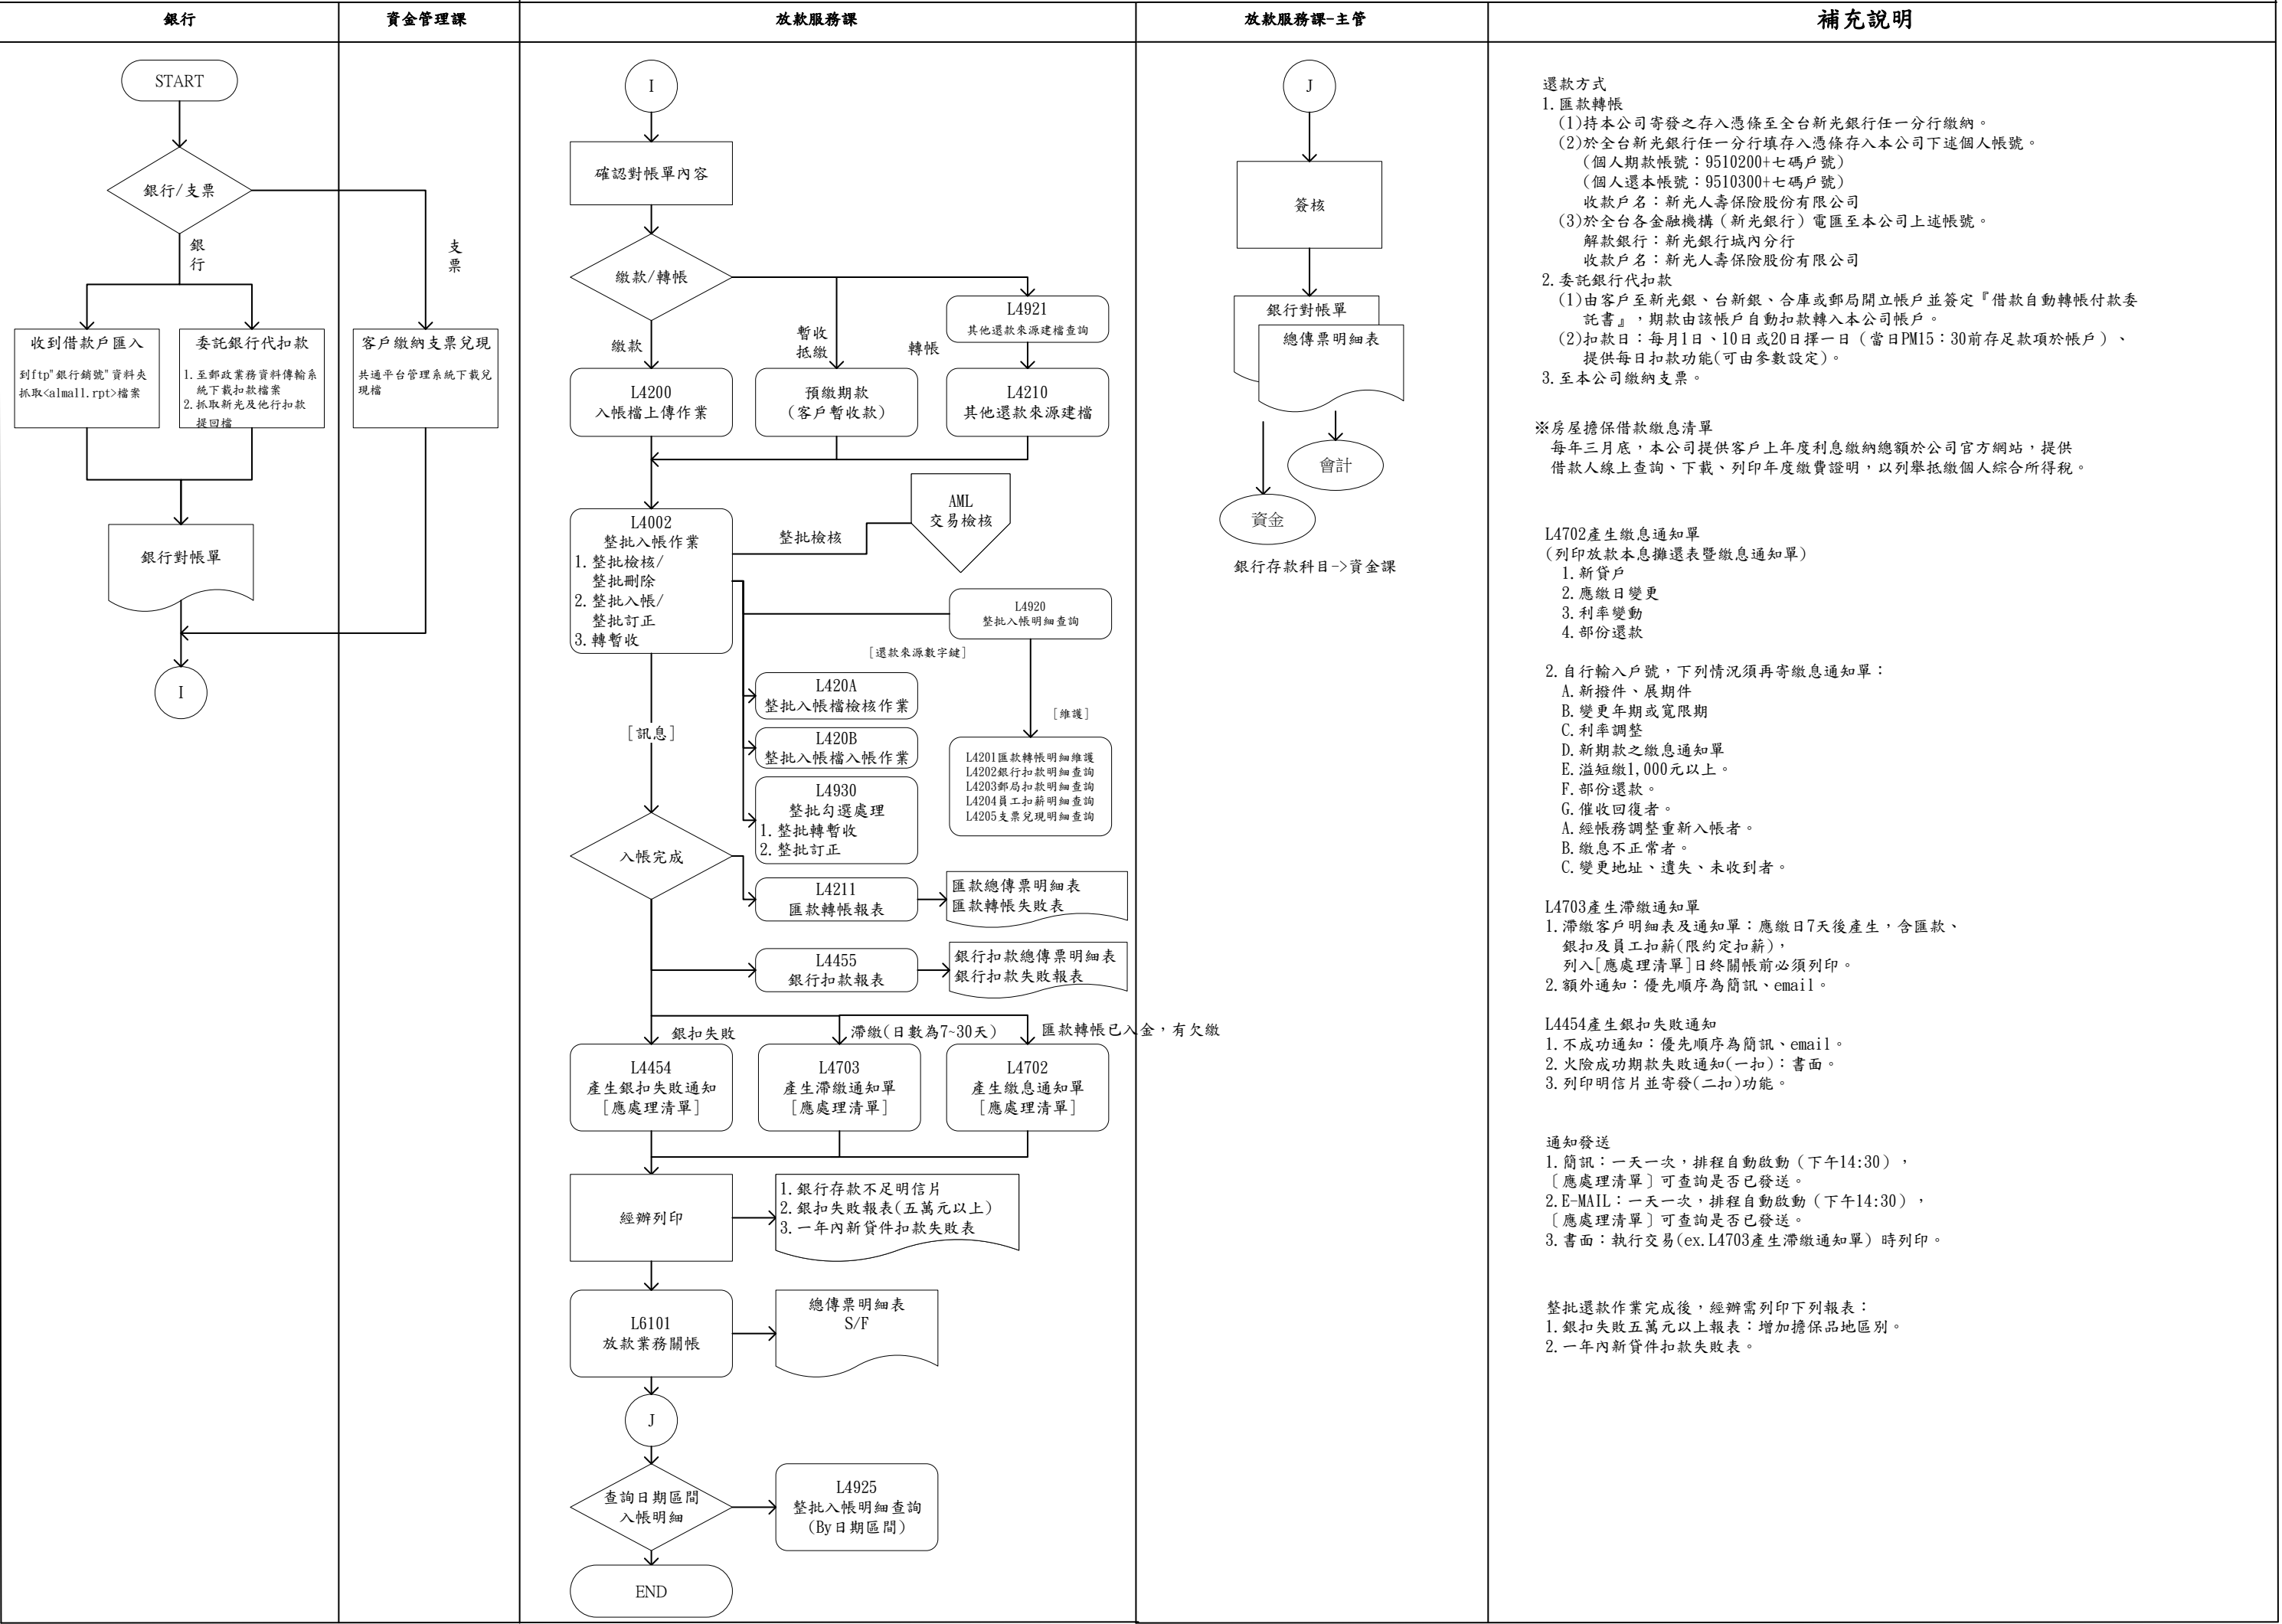 銀行
資金管理課
放款服務課
放款服務課-主管
補充說明
START
銀行/支票
銀
行
支
票
收到借款戶匯入
到ftp"銀行銷號"資料夾
抓取<almall.rpt>檔案
委託銀行代扣款
1.至郵政業務資料傳輸系
統下載扣款檔案
2.抓取新光及他行扣款
提回檔
客戶繳納支票兌現
共通平台管理系統下載兌
現檔
銀行對帳單
I
I
確認對帳單內容
繳款/轉帳
繳款
暫收
抵繳
轉帳
L4921
其他還款來源建檔查詢
L4200
入帳檔上傳作業
預繳期款
(客戶暫收款)
L4210
其他還款來源建檔
L4002
整批入帳作業
1.整批檢核/
整批刪除
2.整批入帳/
整批訂正
3.轉暫收
整批檢核
AML
交易檢核
L4920
整批入帳明細查詢
[還款來源數字鍵]
L420A
整批入帳檔檢核作業
[維護]
[訊息]
L420B
整批入帳檔入帳作業
L4201匯款轉帳明細維護
L4202銀行扣款明細查詢
L4203郵局扣款明細查詢
L4204員工扣薪明細查詢
L4205支票兌現明細查詢
L4930
整批勾選處理
1.整批轉暫收
2.整批訂正
入帳完成
L4211
匯款轉帳報表
匯款總傳票明細表
匯款轉帳失敗表
L4455
銀行扣款報表
銀行扣款總傳票明細表
銀行扣款失敗報表
銀扣失敗
滯繳(日數為7~30天)
匯款轉帳已入金，有欠繳
L4454
產生銀扣失敗通知
[應處理清單]
L4703
產生滯繳通知單
[應處理清單]
L4702
產生繳息通知單
[應處理清單]
經辦列印
1.銀行存款不足明信片
2.銀扣失敗報表(五萬元以上)
3.一年內新貸件扣款失敗表
L6101
放款業務關帳
總傳票明細表
S/F
J
查詢日期區間
入帳明細
L4925
整批入帳明細查詢
(By日期區間)
END
J
簽核
銀行對帳單
總傳票明細表
會計
資金
銀行存款科目->資金課
還款方式
1.匯款轉帳
(1)持本公司寄發之存入憑條至全台新光銀行任一分行繳納。
(2)於全台新光銀行任一分行填存入憑條存入本公司下述個人帳號。
(個人期款帳號：9510200+七碼戶號)
(個人還本帳號：9510300+七碼戶號)
收款戶名：新光人壽保險股份有限公司
(3)於全台各金融機構（新光銀行）電匯至本公司上述帳號。
解款銀行：新光銀行城內分行
收款戶名：新光人壽保險股份有限公司
2.委託銀行代扣款
(1)由客戶至新光銀、台新銀、合庫或郵局開立帳戶並簽定『借款自動轉帳付款委
託書』，期款由該帳戶自動扣款轉入本公司帳戶。
(2)扣款日：每月1日、10日或20日擇一日（當日PM15：30前存足款項於帳戶）、
提供每日扣款功能(可由參數設定)。
3.至本公司繳納支票。
※房屋擔保借款繳息清單
每年三月底，本公司提供客戶上年度利息繳納總額於公司官方網站，提供
借款人線上查詢、下載、列印年度繳費證明，以列舉抵繳個人綜合所得稅。
L4702產生繳息通知單
(列印放款本息攤還表暨繳息通知單)
1.新貸戶
2.應繳日變更
3.利率變動
4.部份還款
2.自行輸入戶號，下列情況須再寄繳息通知單：
A.新撥件、展期件
B.變更年期或寬限期
C.利率調整
D.新期款之繳息通知單
E.溢短繳1,000元以上。
F.部份還款。
G.催收回復者。
A.經帳務調整重新入帳者。
B.繳息不正常者。
C.變更地址、遺失、未收到者。
L4703產生滯繳通知單
1.滯繳客戶明細表及通知單：應繳日7天後產生，含匯款、
銀扣及員工扣薪(限約定扣薪)，
列入[應處理清單]日終關帳前必須列印。
2.額外通知：優先順序為簡訊、email。
L4454產生銀扣失敗通知
1.不成功通知：優先順序為簡訊、email。
2.火險成功期款失敗通知(一扣)：書面。
3.列印明信片並寄發(二扣)功能。
通知發送
1.簡訊：一天一次，排程自動啟動（下午14:30），
〔應處理清單〕可查詢是否已發送。
2.E-MAIL：一天一次，排程自動啟動（下午14:30），
〔應處理清單〕可查詢是否已發送。
3.書面：執行交易(ex.L4703產生滯繳通知單) 時列印。
整批還款作業完成後，經辦需列印下列報表：
1.銀扣失敗五萬元以上報表：增加擔保品地區別。
2.一年內新貸件扣款失敗表。